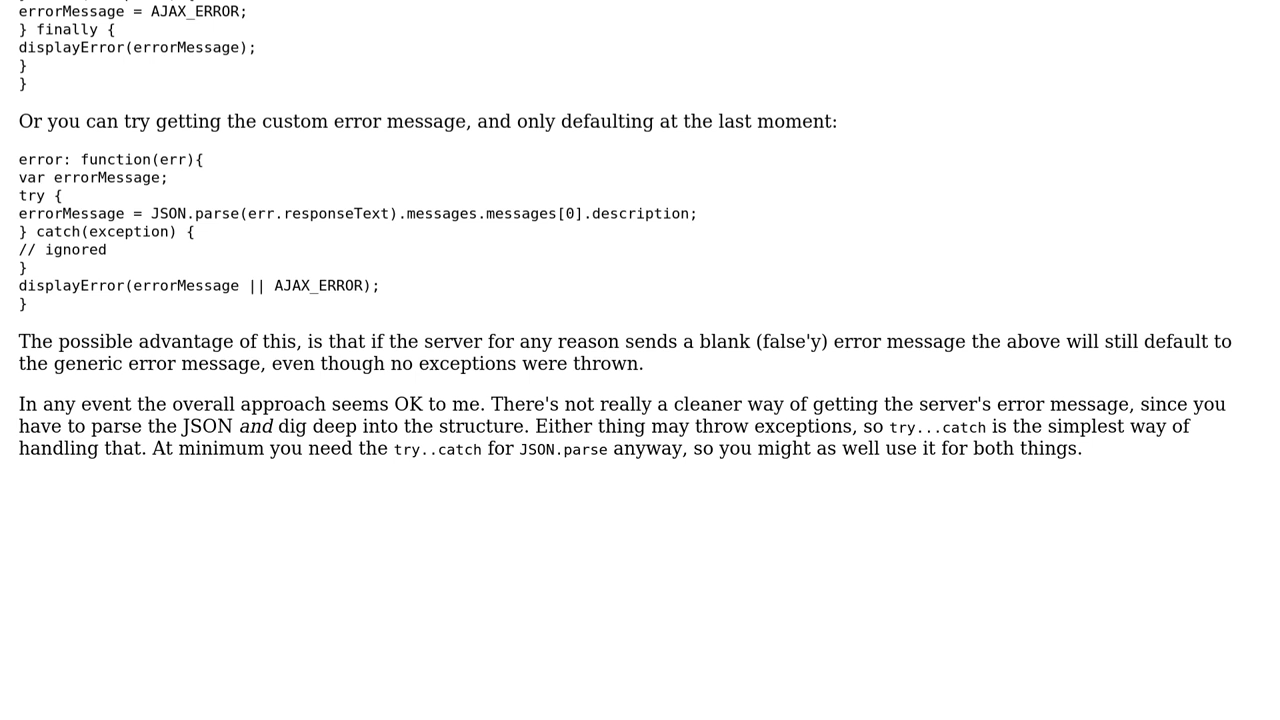 errorMessage = AJAX_ERROR;
} finally {
displayError(errorMessage);
}
}
Or you can try getting the custom error message, and only defaulting at the last moment:
error: function(err){
var errorMessage;
try {
errorMessage = JSON.parse(err.responseText).messages.messages[0].description;
} catch(exception) {
// ignored
}
displayError(errorMessage || AJAX_ERROR);
}
The possible advantage of this, is that if the server for any reason sends a blank (false'y) error message the above will still default to
the generic error message, even though no exceptions were thrown.
In any event the overall approach seems OK to me. There's not really a cleaner way of getting the server's error message, since you
have to parse the JSON and dig deep into the structure. Either thing may throw exceptions, so try...catch is the simplest way of
handling that. At minimum you need the try..catch for JSON.parse anyway, so you might as well use it for both things.